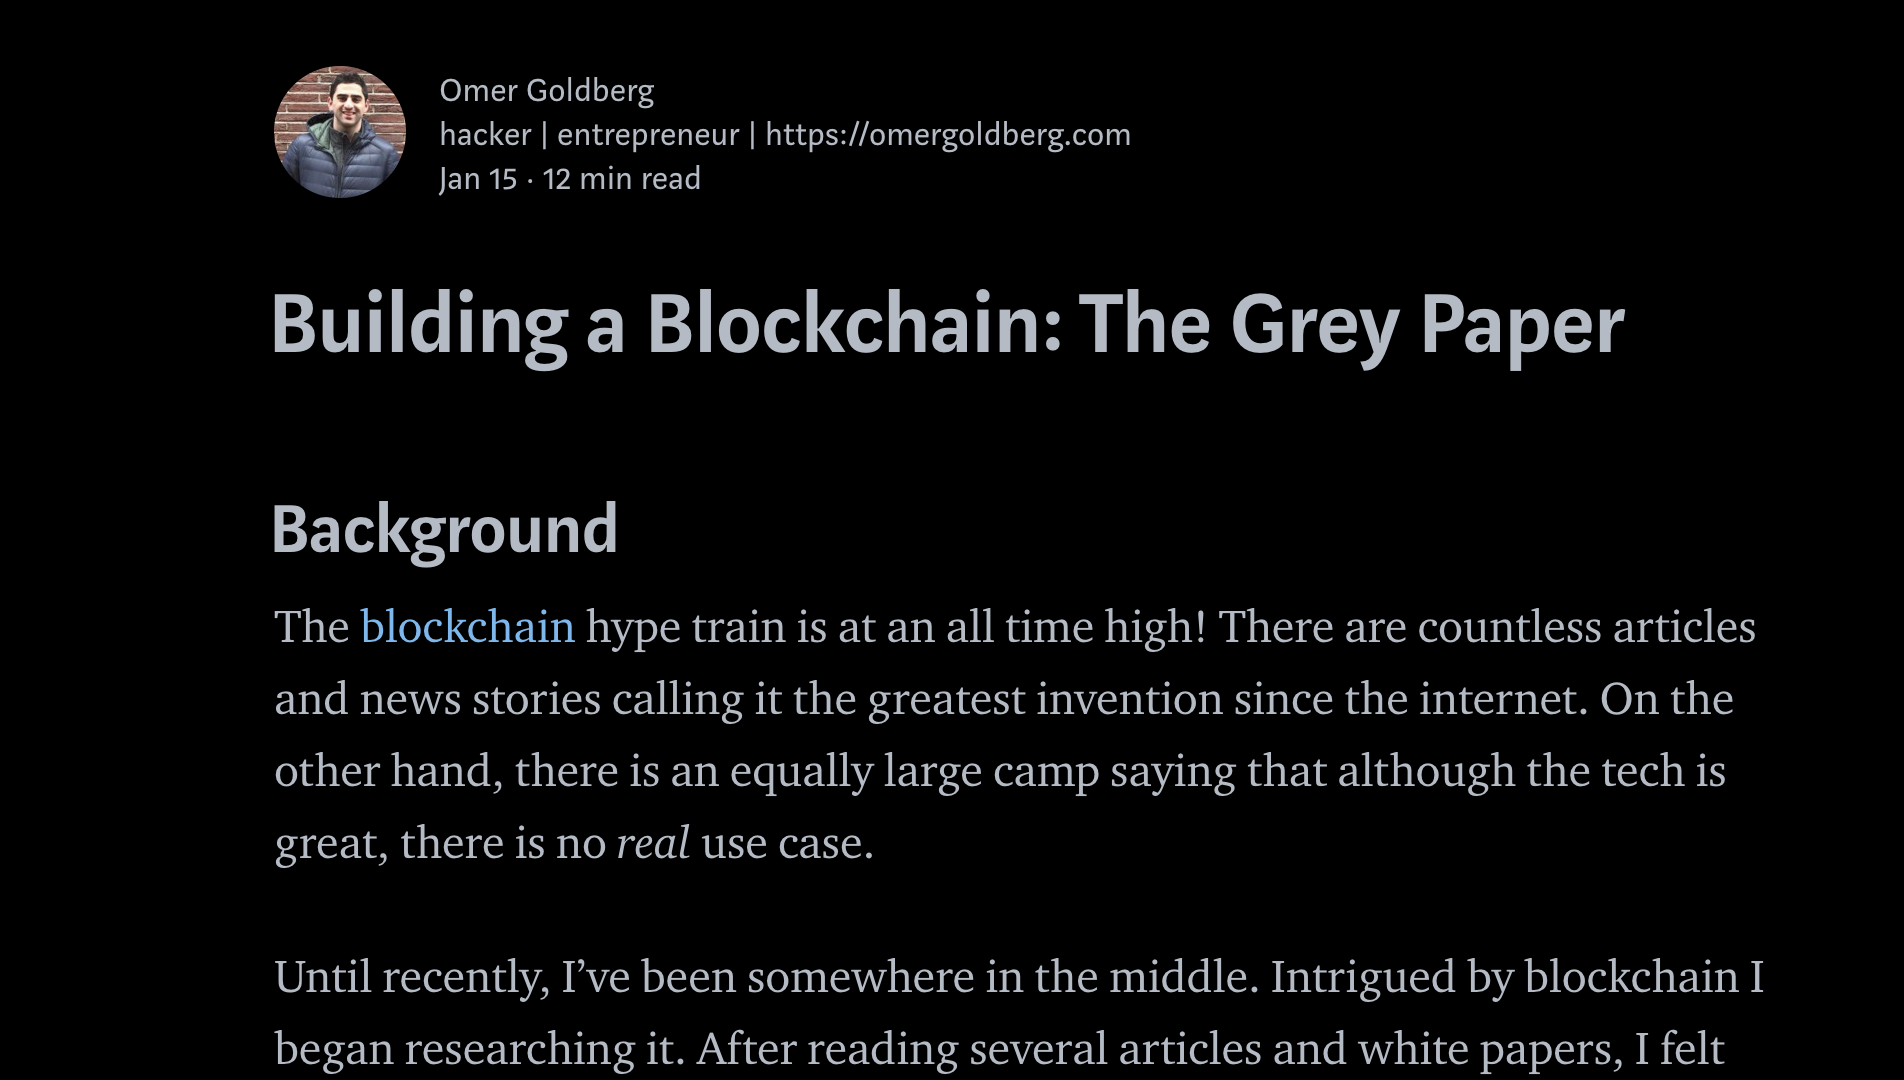 Omer Goldberg
hacker | entrepreneur | https://omergoldberg.com
Jan 15 · 12 min read
Building a Blockchain: The Grey Paper
Background
The blockchain hype train is at an all time high! There are countless articles
and news stories calling it the greatest invention since the internet. On the
other hand, there is an equally large camp saying that although the tech is
great, there is no real use case.
Until recently, I’ve been somewhere in the middle. Intrigued by blockchain I
began researching it. After reading several articles and white papers, I felt